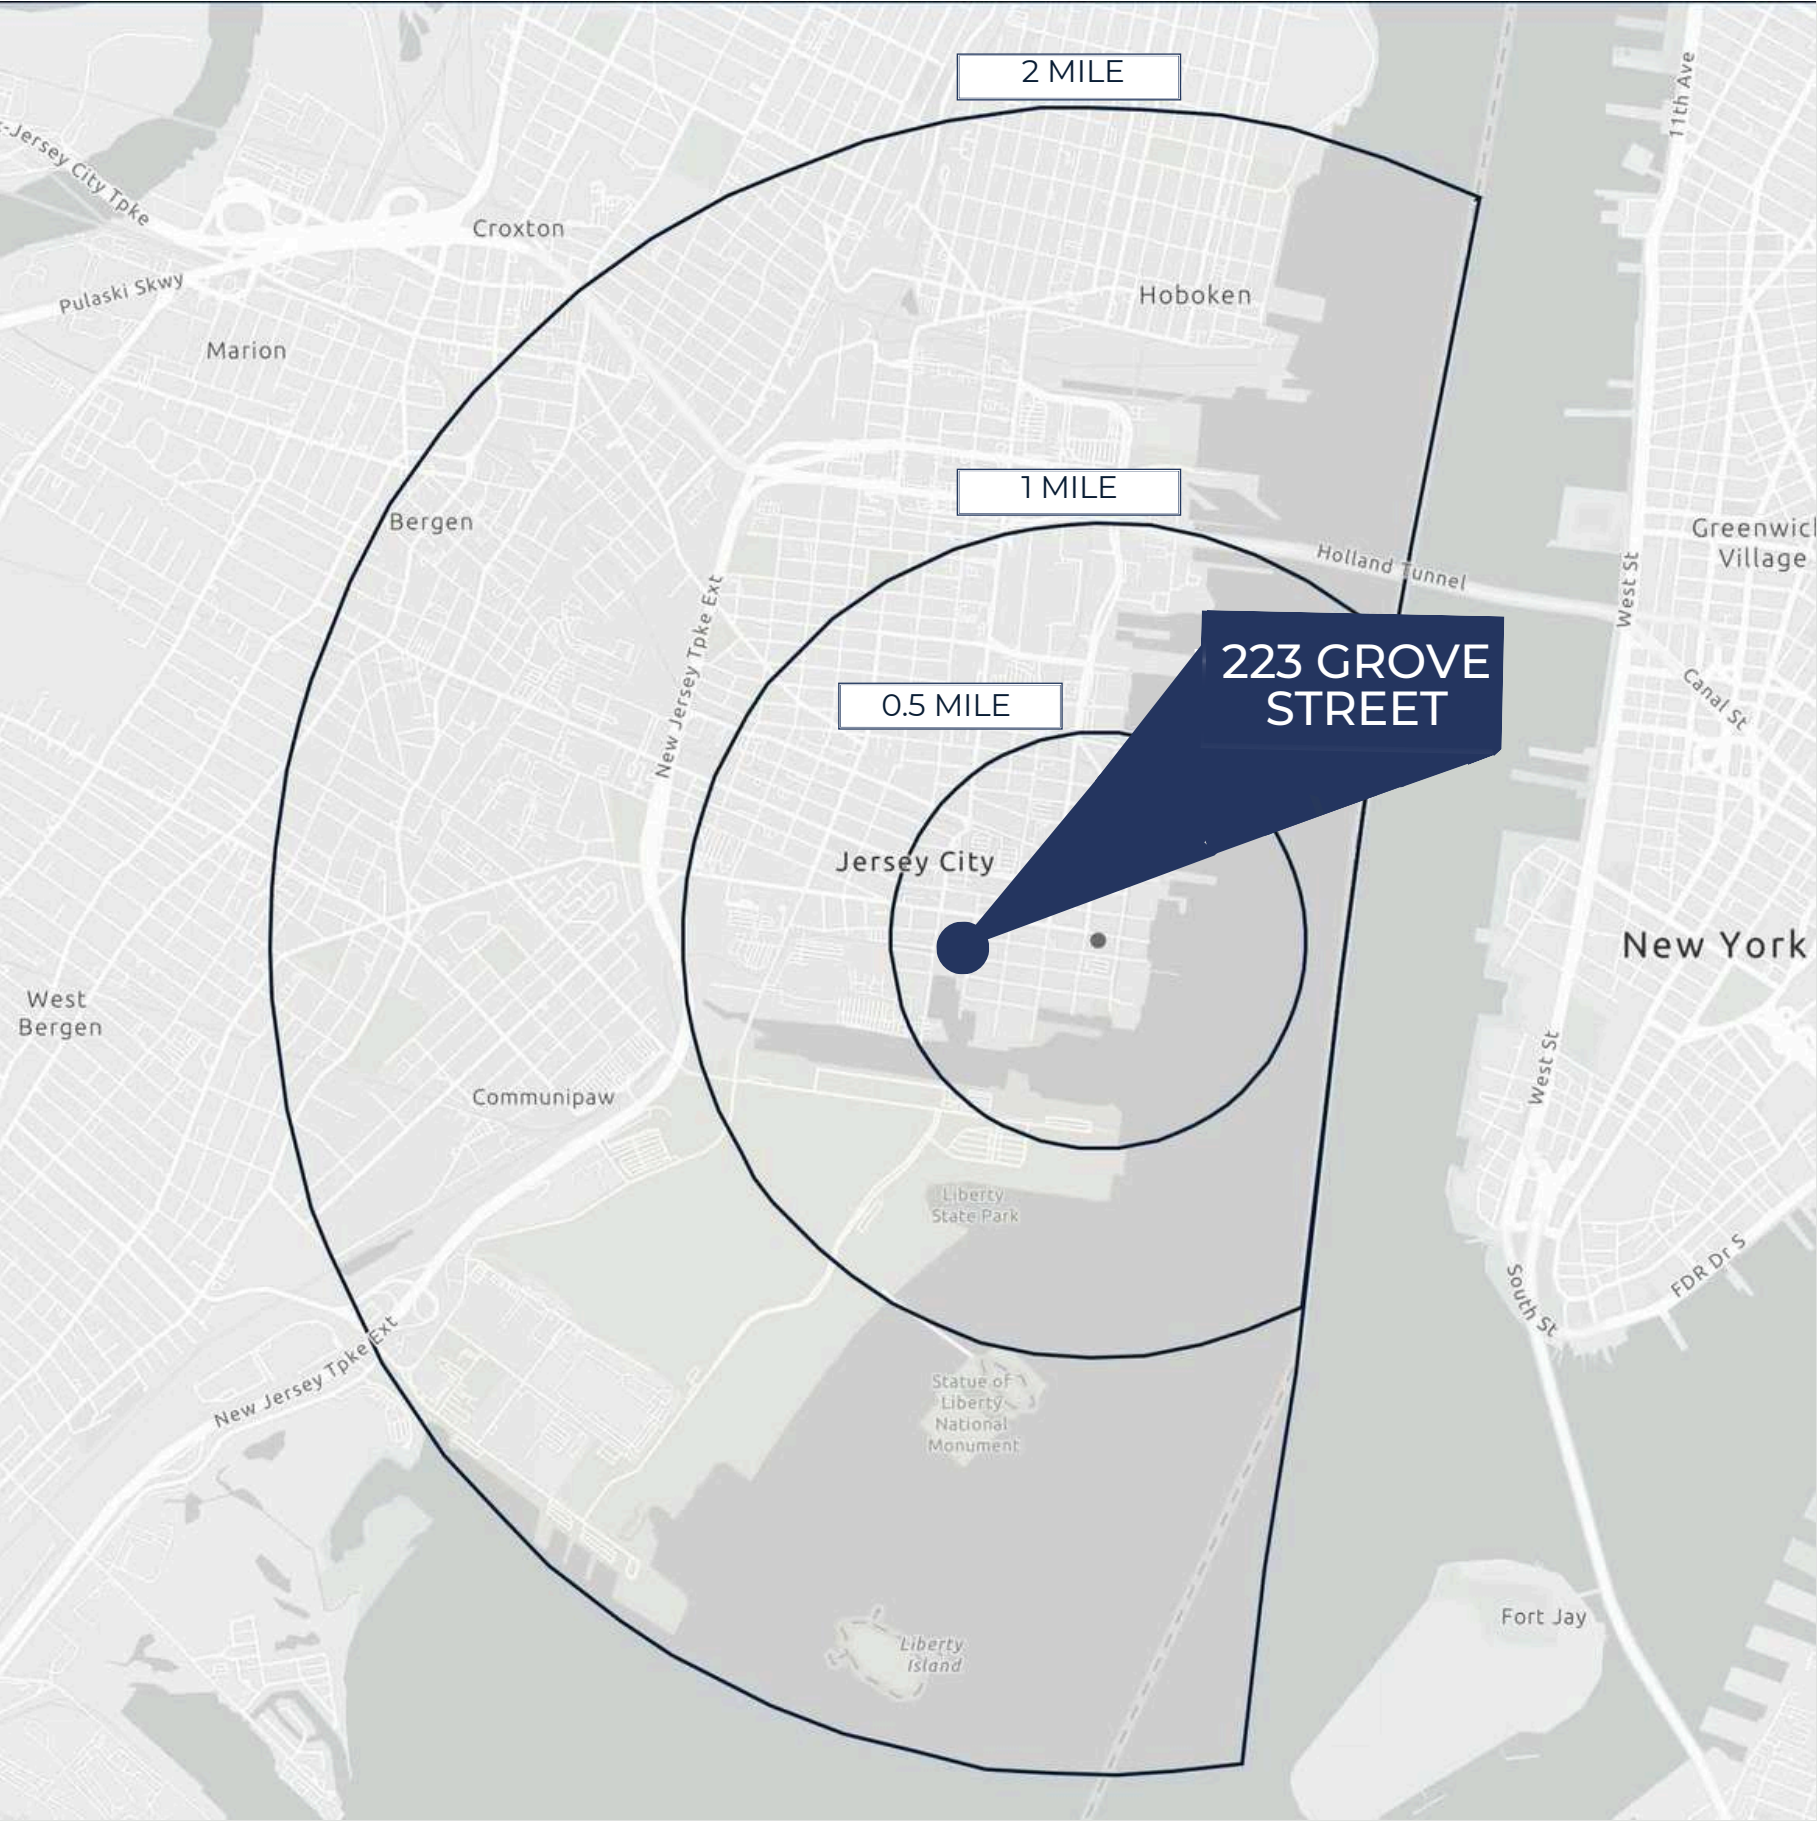 2 MILE
11th Ave
-Jersey City Tpke
Croxton
Pulaski Skwy
Hoboken
Marion
1 MILE
Bergen
Greenwich
Village
Holland Tunnel
West St
New Jersey Tpke Ext
223 GROVE
STREET
Canal St
0.5 MILE
Jersey City
New York
West
Bergen
West St
Communipaw
Liberty
State Park
FDR Dr S
South St
New Jersey Tpke Ext
Statue of
Liberty
National
Monument
Fort Jay
Liberty
Island